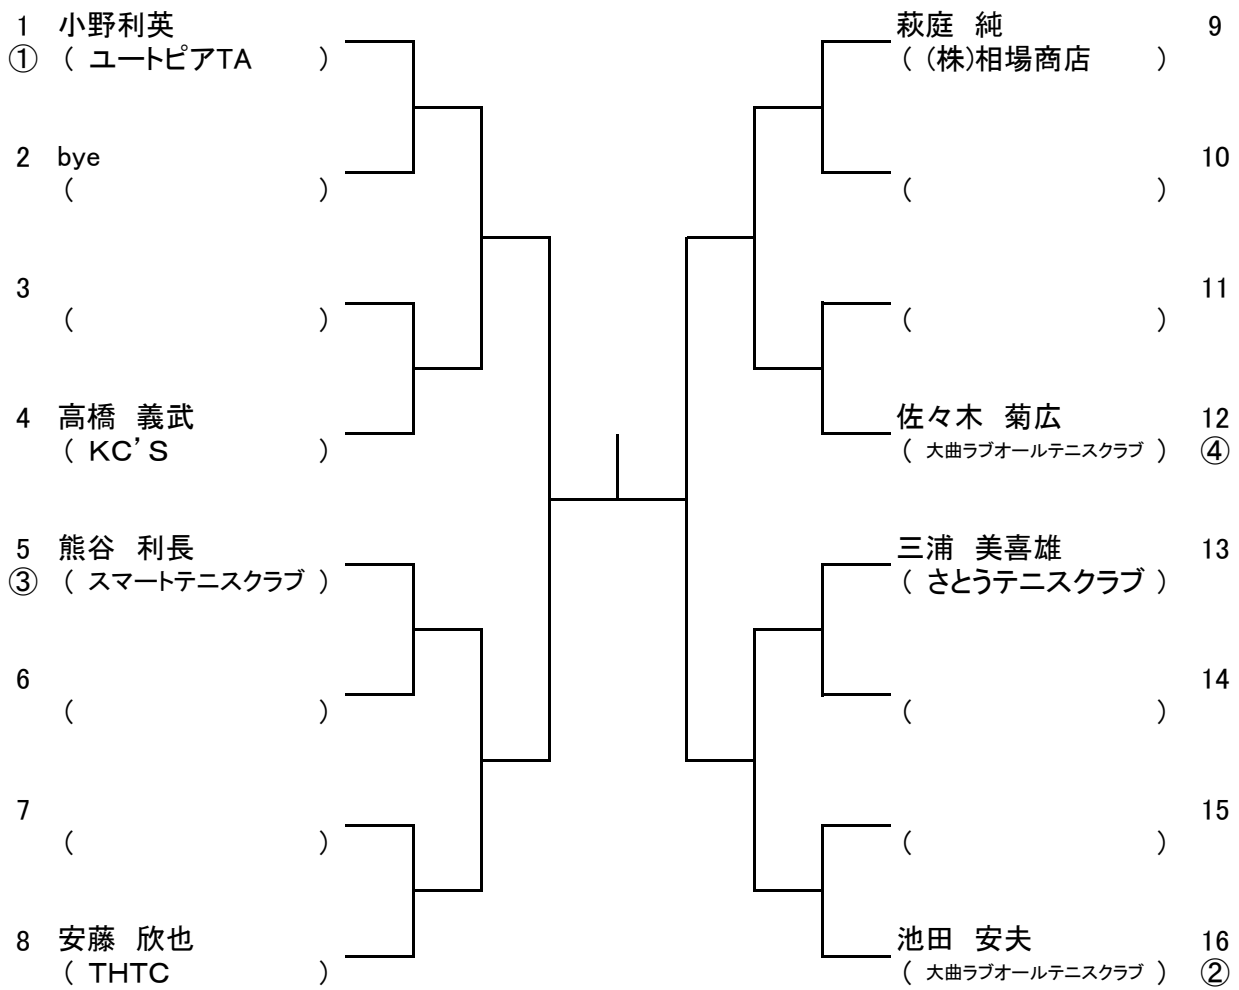 1 小野利英
① ( ユートピアTA )
2 bye
( )
3
( )
4 高橋 義武
( KC'S )
5 熊谷 利長
③ ( スマートテニスクラブ )
6
( )
7
( )
8 安藤 欣也
( THTC )
萩庭 純 9
( (株)相場商店 )
10
( )
11
( )
佐々木 菊広 12
( 大曲ラブオールテニスクラブ ) ④
三浦 美喜雄 13
( さとうテニスクラブ )
14
( )
15
( )
池田 安夫 16
( 大曲ラブオールテニスクラブ ) ②